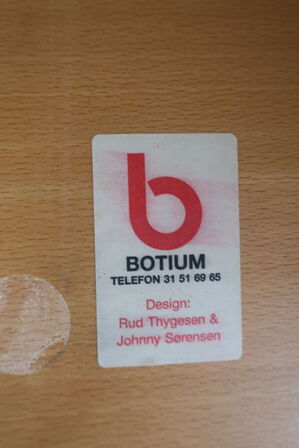 b
BOTIUM
TELEFON 31 51 69 65
Design:
Rud Thygesen &
Johnny Sørensen